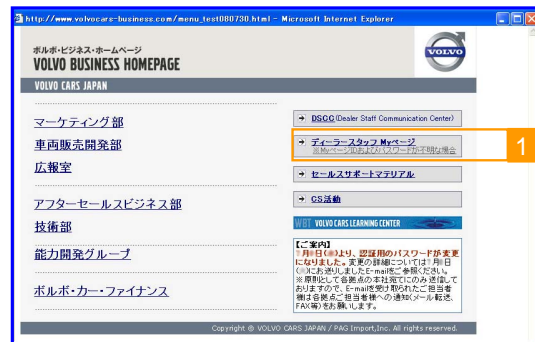 http://www.volvocars-business.com/menu_test080730.html - Microsoft Internet Explorer
ボルボ・ビジネス・ホームページ
VOLVO BUSINESS HOMEPAGE
VOLVO
VOLVO CARS JAPAN
マーケティング部
車両販売開発部
広報室
アフターセールスビジネス部
技術部
能力開発グループ
ボルボ・カー・ファイナンス
DSCC(Dealer Staff Communication Center)
ディーラースタッフ Myページ
※MyページIDおよびパスワードが不明な場合
1
セールスサポートマテリアル
CS活動
VOLVO CARS LEARNING CENTER
【ご案内】
月 日( )より、認証用のパスワードが変更
になりました。変更の詳細については 月 日
( )にお送りしましたE-mailをご参照ください。
※原則として各拠点の本社宛てにのみ送信して
おりますので、E-mailを受け取られたご担当者
様は各拠点ご担当者様への通知(メール転送、
FAX等)をお願いします。
Copyright @ VOLVO CARS JAPAN / PAG Import,Inc. All rights reserved.